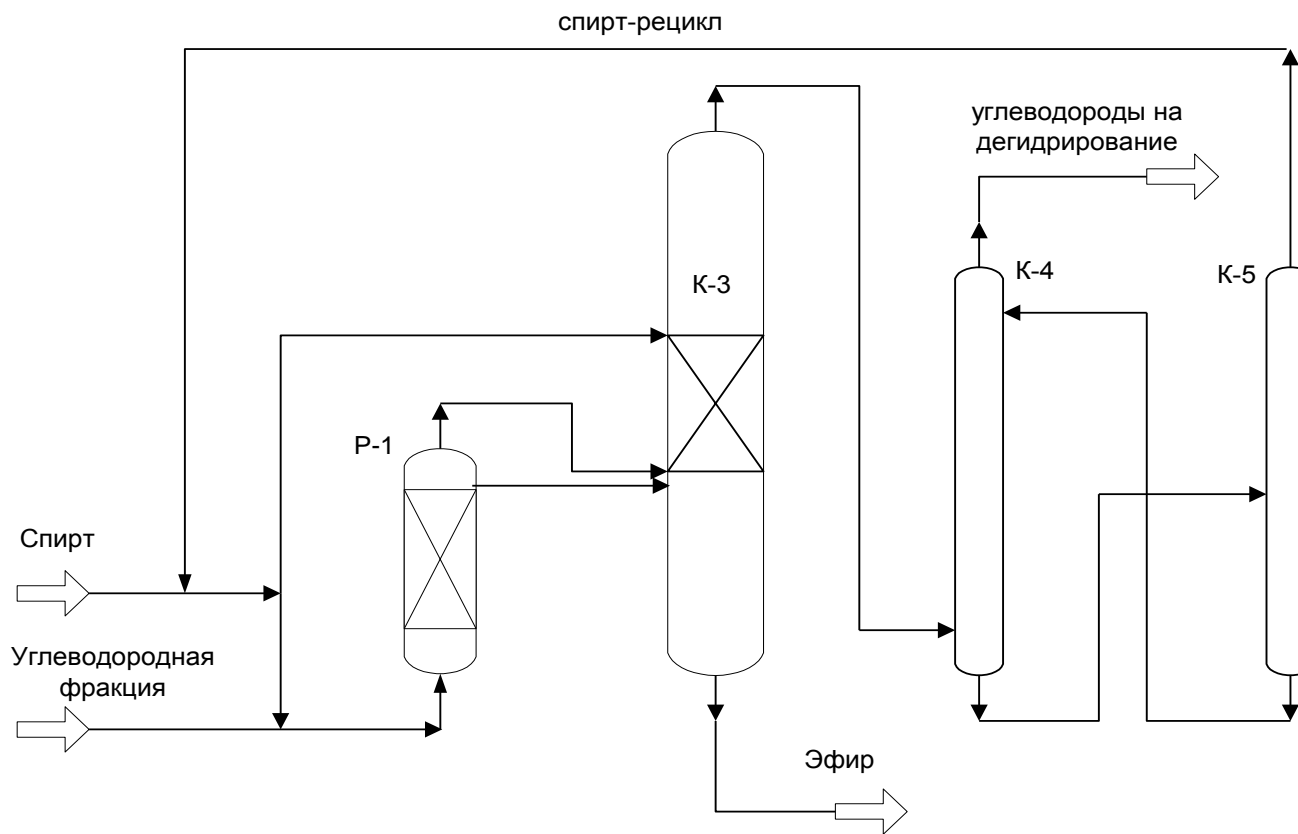 спирт-рецикл
углеводороды на
дегидрирование
К-3
К-4
К-5
Р-1
Спирт
Углеводородная
фракция
Эфир